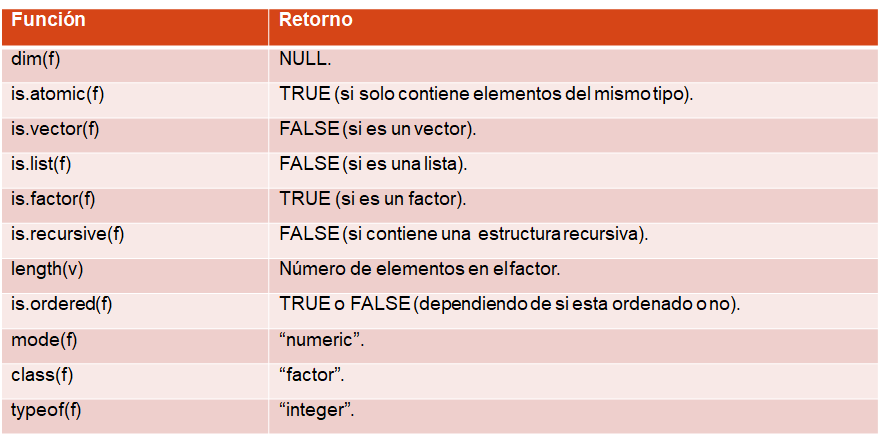 Función Retorno
dim(f) NULL.
is.atomic(f) TRUE (si solo contiene elementos del mismo tipo).
is.vector(f) FALSE (si es un vector).
is.list(f) FALSE (si es una lista).
is.factor(f) TRUE (si es un factor).
is.recursive(f) FALSE (si contiene una estructura recursiva).
length(v) Número de elementos en el factor.
is.ordered(f) TRUE o FALSE (dependiendo de si esta ordenado o no).
mode(f) “numeric”.
class(f) “factor”.
typeof(f) “integer”.